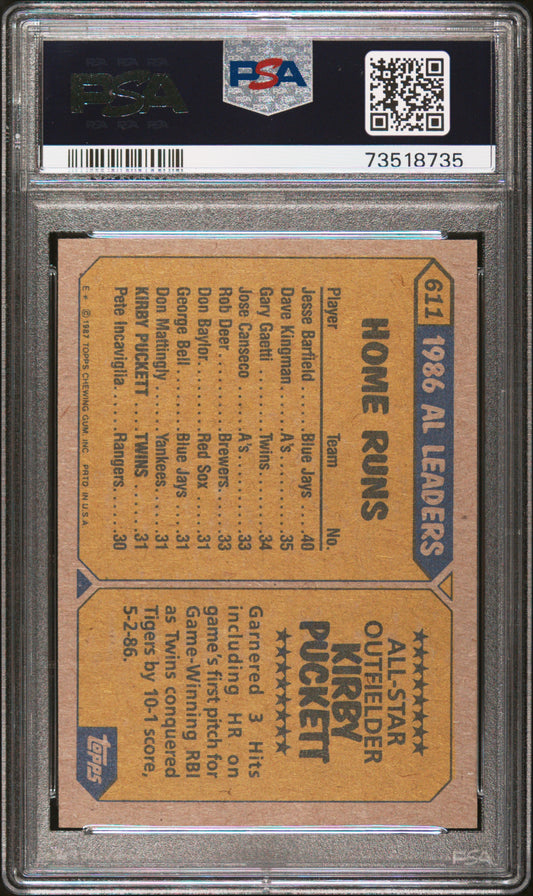 PSA
PSA
73518735
611
1986 AL LEADERS
HOME RUNS
Player Team No.
Jesse Barfield ..... Blue Jays ..... 40
Dave Kingman ..... A's ..... 35
Gary Gaetti ..... Twins ..... 34
Jose Canseco ..... A's ..... 33
Rob Deer ..... Brewers ..... 33
Don Baylor ..... Red Sox ..... 31
George Bell ..... Blue Jays ..... 31
Don Mattingly ..... Yankees ..... 31
KIRBY PUCKETT ..... TWINS ..... 31
Pete Incaviglia ..... Rangers ..... 30
E* © 1987 TOPPS CHEWING GUM, INC. PRTD. IN U.S.A.
ALL-STAR
OUTFIELDER
KIRBY
PUCKETT
Garnered 3 Hits
including HR on
game's first pitch for
Game-Winning RBI
as Twins conquered
Tigers by 10-1 score,
5-2-86.
topps
PSA